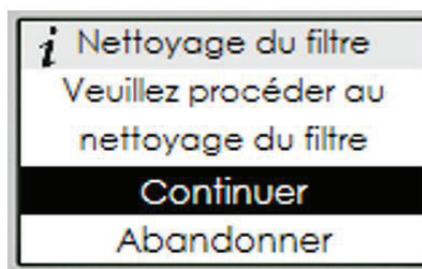 i Nettoyage du filtre
Veuillez procéder au
nettoyage du filtre
Continuer
Abandonner